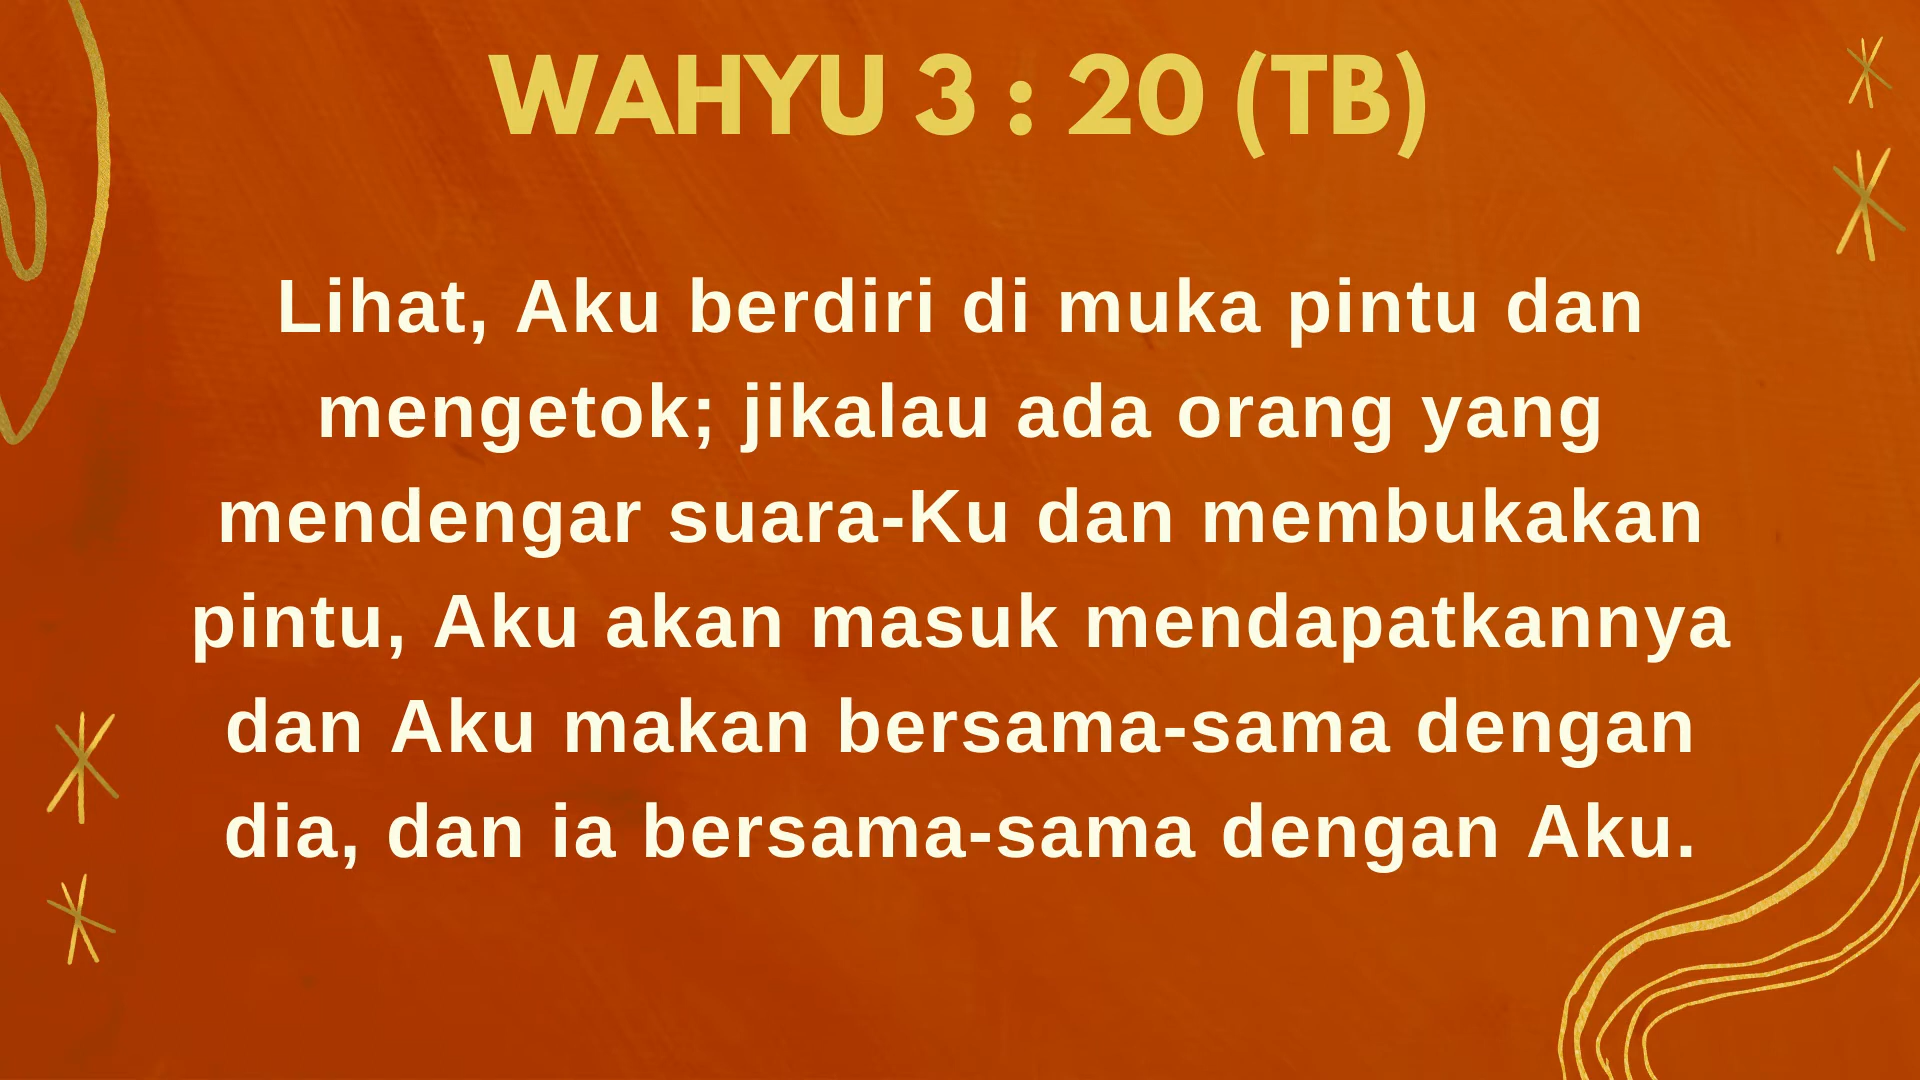 WAHYU 3 : 20 (TB)
Lihat, Aku berdiri di muka pintu dan
mengetok; jikalau ada orang yang
mendengar suara-Ku dan membukakan
pintu, Aku akan masuk mendapatkannya
dan Aku makan bersama-sama dengan
dia, dan ia bersama-sama dengan Aku.